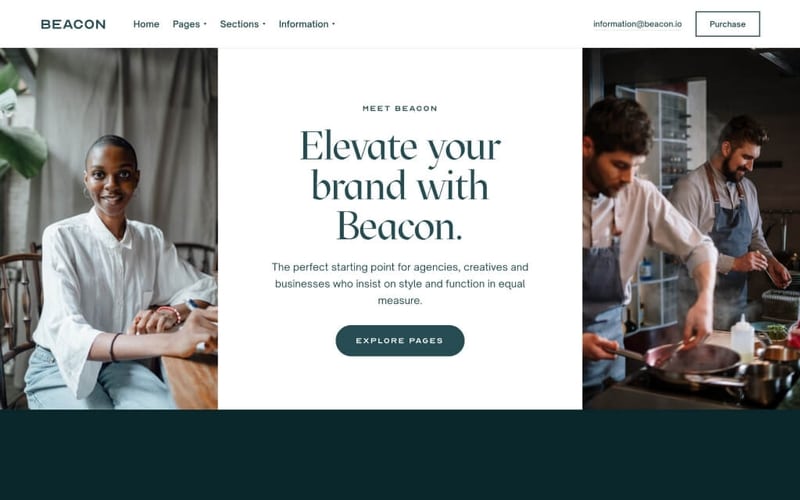 BEACON
Home
Pages
Sections
Information
information@beacon.io
Purchase
MEET BEACON
Elevate your
brand with
Beacon.
The perfect starting point for agencies, creatives and
businesses who insist on style and function in equal
measure.
EXPLORE PAGES